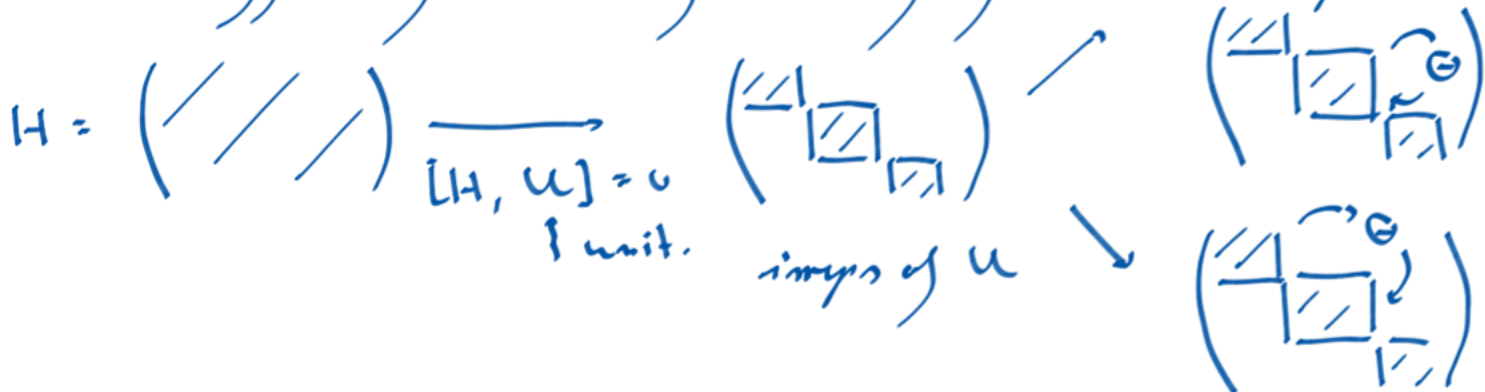 H =
[H, U] = 0
↑ unit.
irreps of U
Θ
Θ